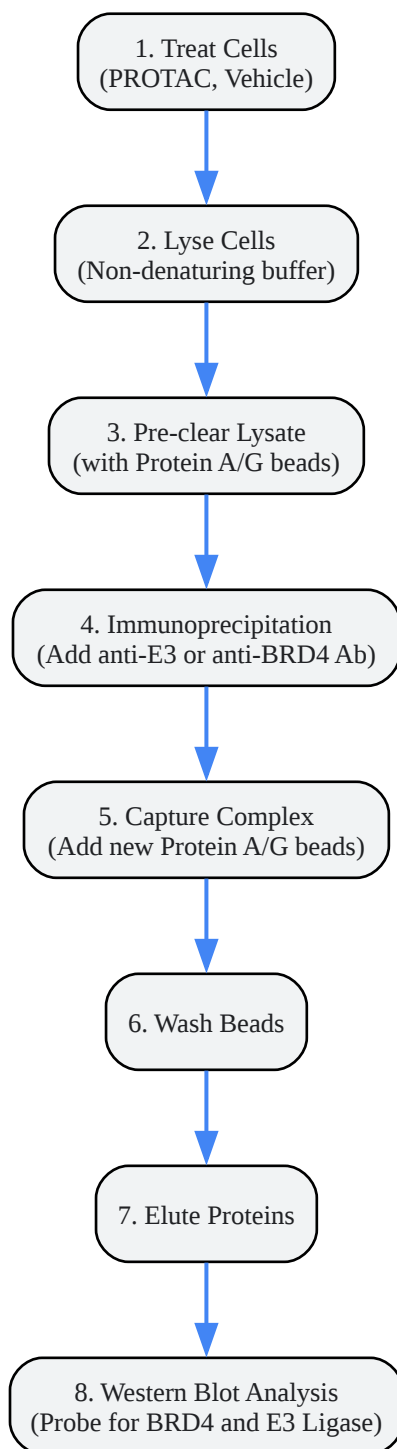 1. Treat Cells
(PROTAC, Vehicle)
2. Lyse Cells
(Non-denaturing buffer)
3. Pre-clear Lysate
(with Protein A/G beads)
4. Immunoprecipitation
(Add anti-E3 or anti-BRD4 Ab)
5. Capture Complex
(Add new Protein A/G beads)
6. Wash Beads
7. Elute Proteins
8. Western Blot Analysis
(Probe for BRD4 and E3 Ligase)